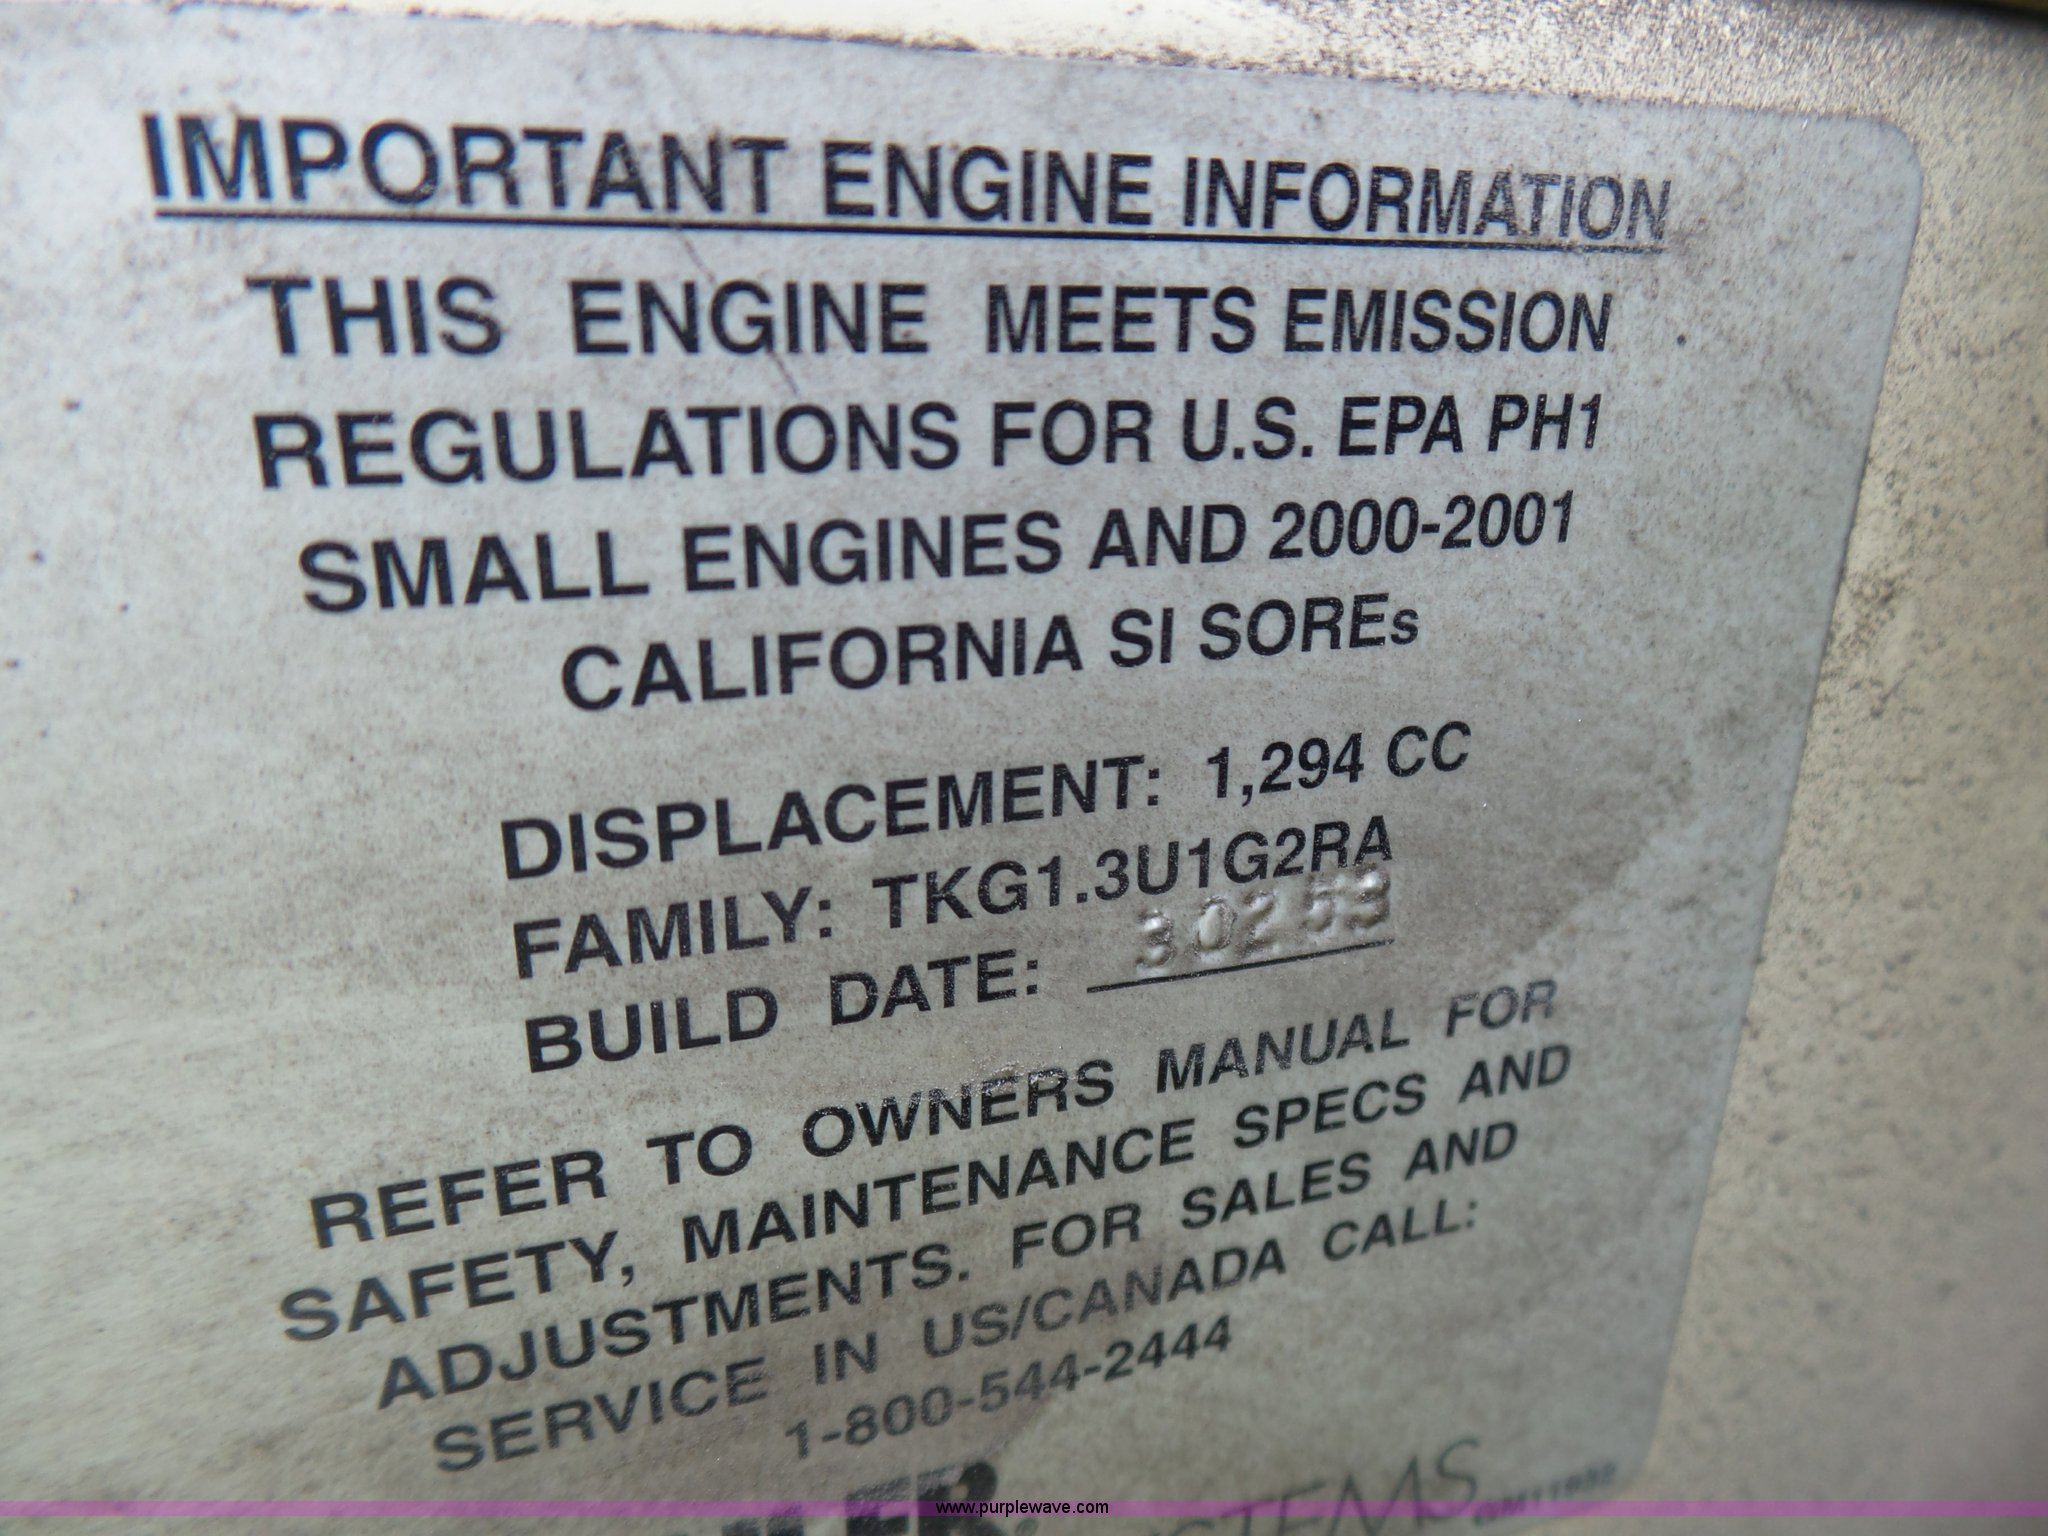 IMPORTANT ENGINE INFORMATION
THIS ENGINE MEETS EMISSION
REGULATIONS FOR U.S. EPA PH1
SMALL ENGINES AND 2000-2001
CALIFORNIA SI SOREs
DISPLACEMENT: 1,294 CC
FAMILY: TKG1.3U1G2RA
BUILD DATE: 30253
REFER TO OWNERS MANUAL FOR
SAFETY, MAINTENANCE SPECS AND
ADJUSTMENTS. FOR SALES AND
SERVICE IN US/CANADA CALL:
1-800-544-2444
www.purplewave.com